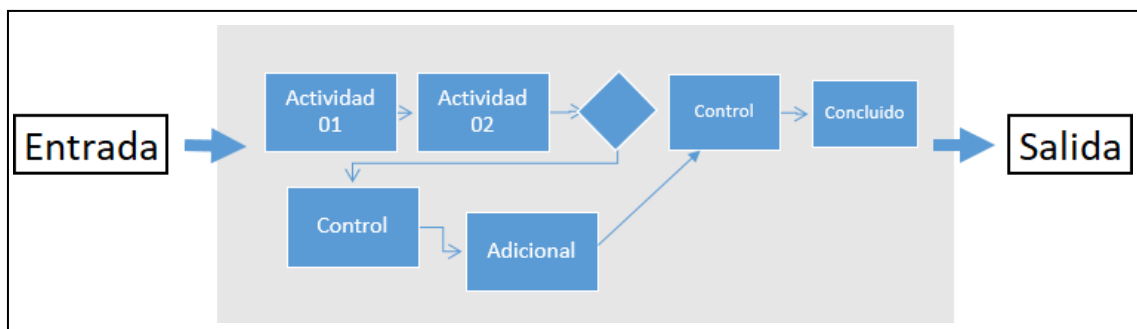 Entrada
Actividad
01
Actividad
02
Control
Concluido
Control
Adicional
Salida